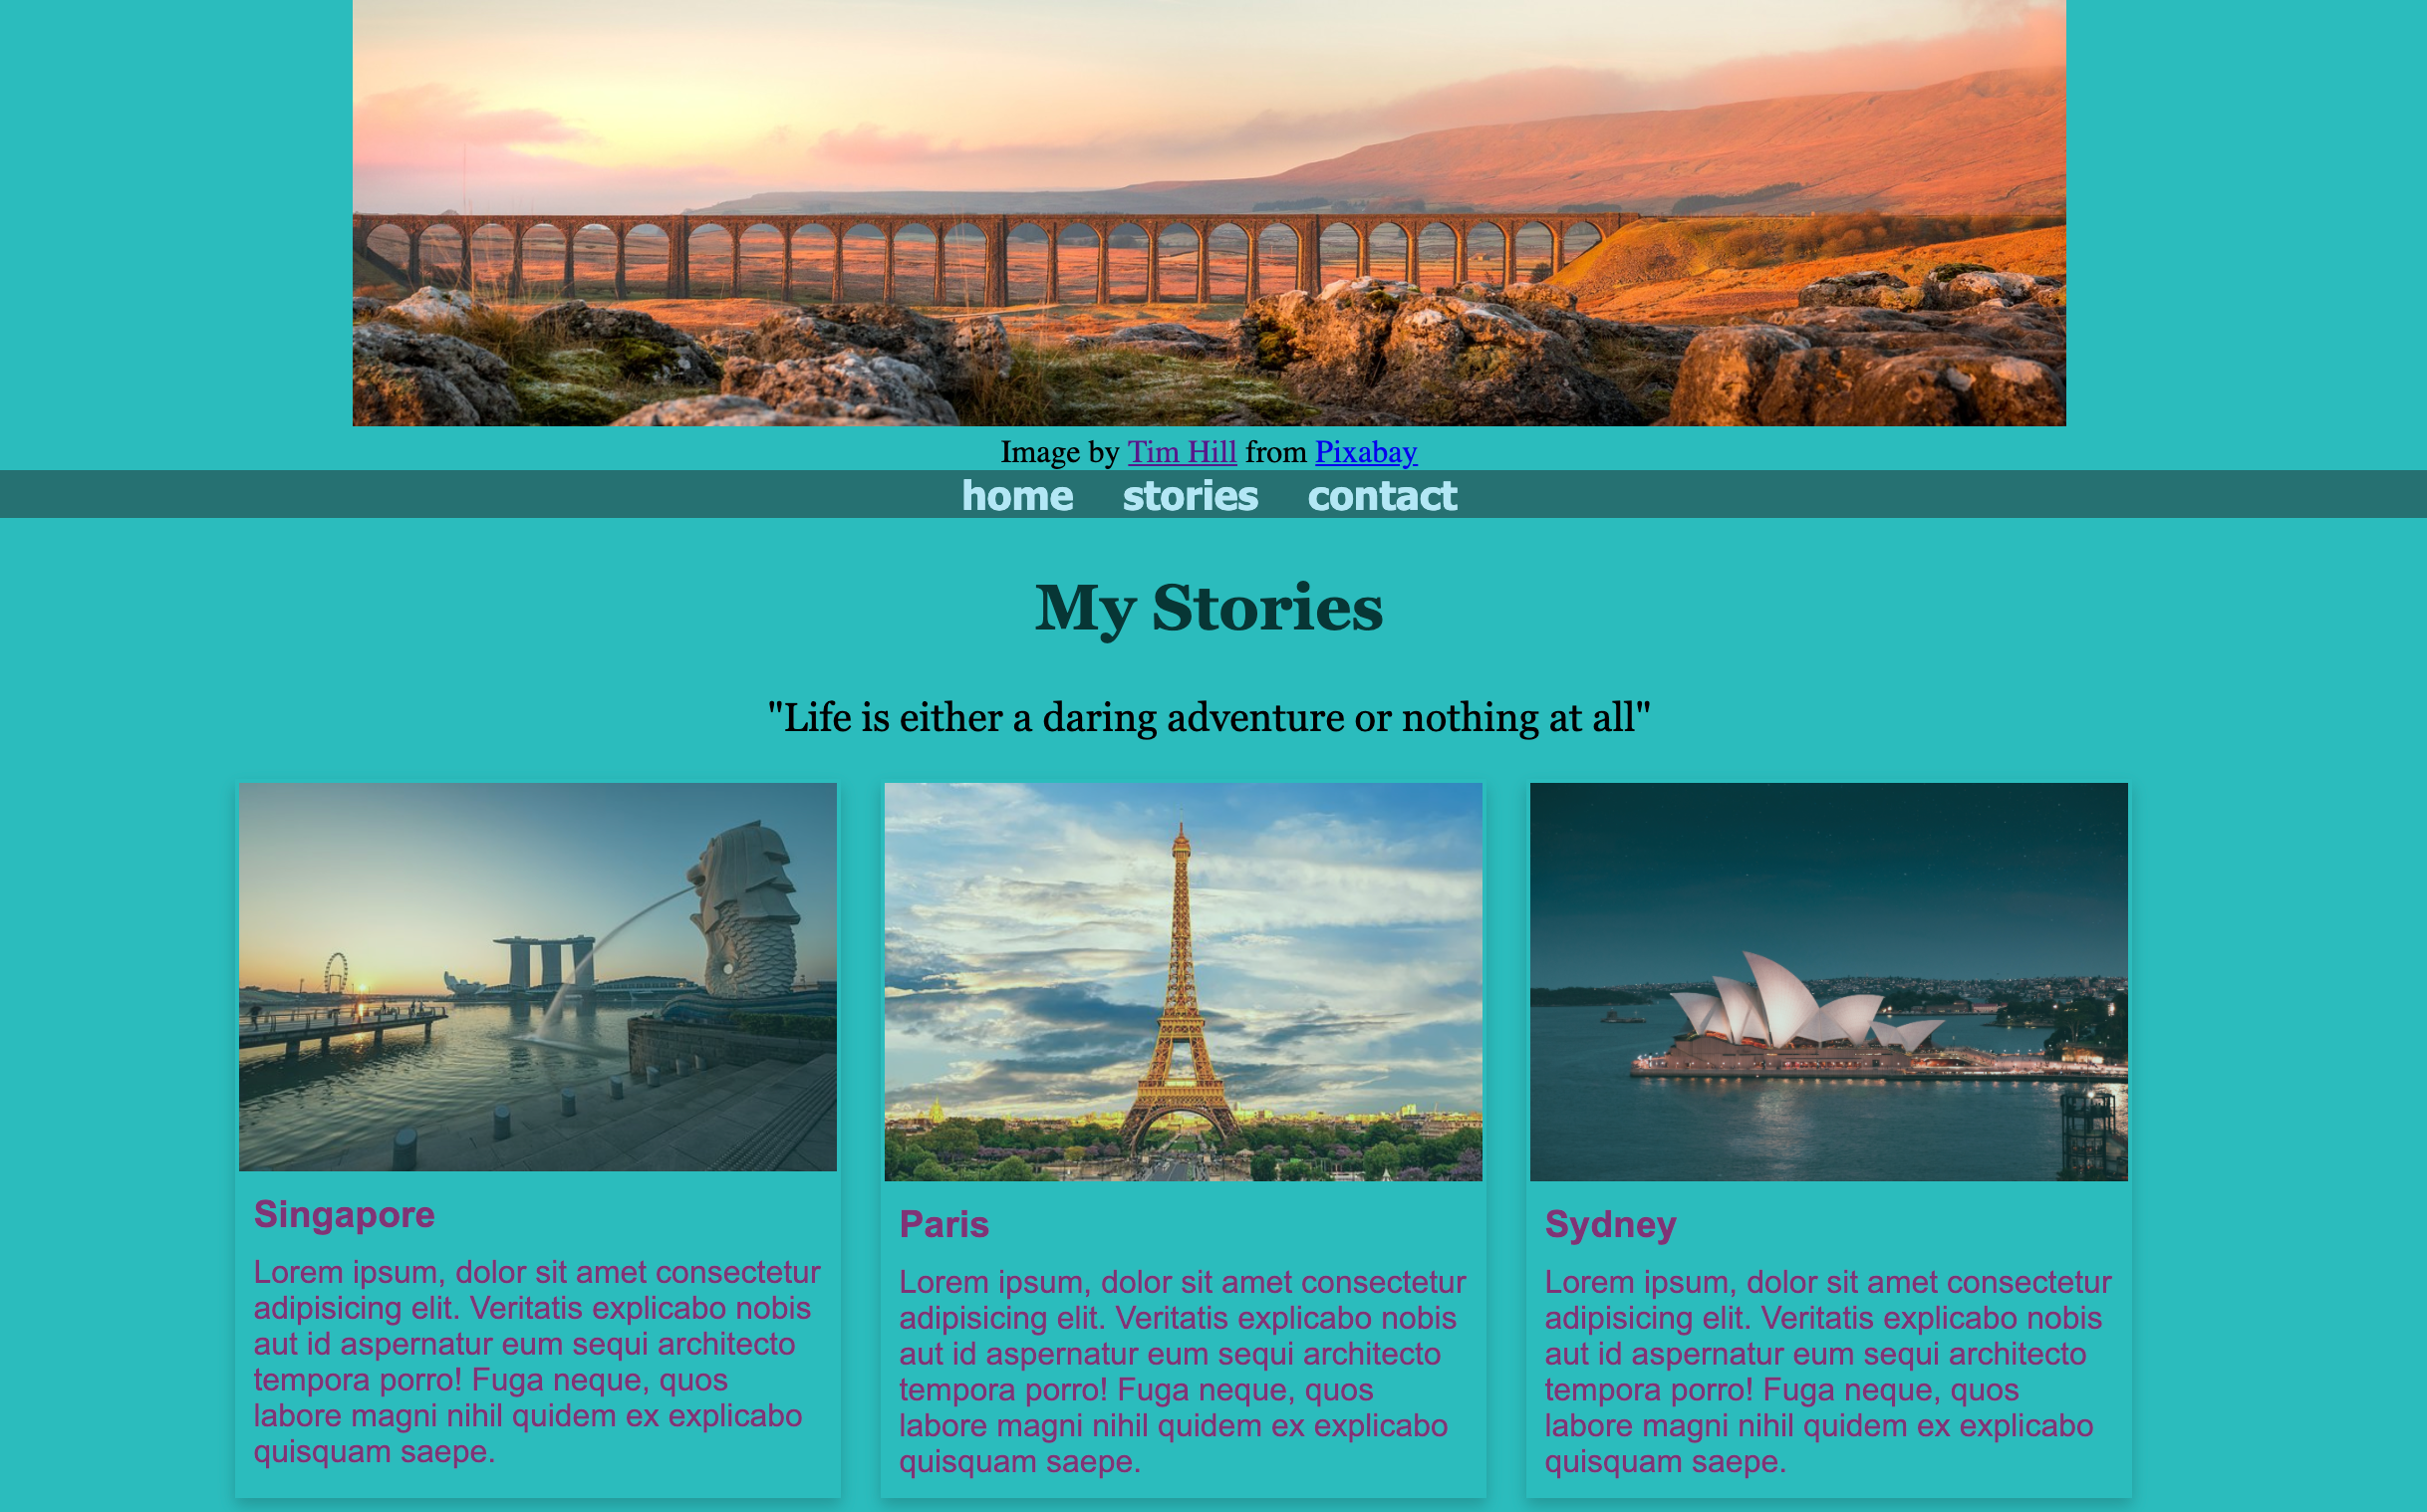 Image by Tim Hill from Pixabay
home stories contact
My Stories
"Life is either a daring adventure or nothing at all"
Singapore
Lorem ipsum, dolor sit amet consectetur
adipisicing elit. Veritatis explicabo nobis
aut id aspernatur eum sequi architecto
tempora porro! Fuga neque, quos
labore magni nihil quidem ex explicabo
quisquam saepe.
Paris
Lorem ipsum, dolor sit amet consectetur
adipisicing elit. Veritatis explicabo nobis
aut id aspernatur eum sequi architecto
tempora porro! Fuga neque, quos
labore magni nihil quidem ex explicabo
quisquam saepe.
Sydney
Lorem ipsum, dolor sit amet consectetur
adipisicing elit. Veritatis explicabo nobis
aut id aspernatur eum sequi architecto
tempora porro! Fuga neque, quos
labore magni nihil quidem ex explicabo
quisquam saepe.